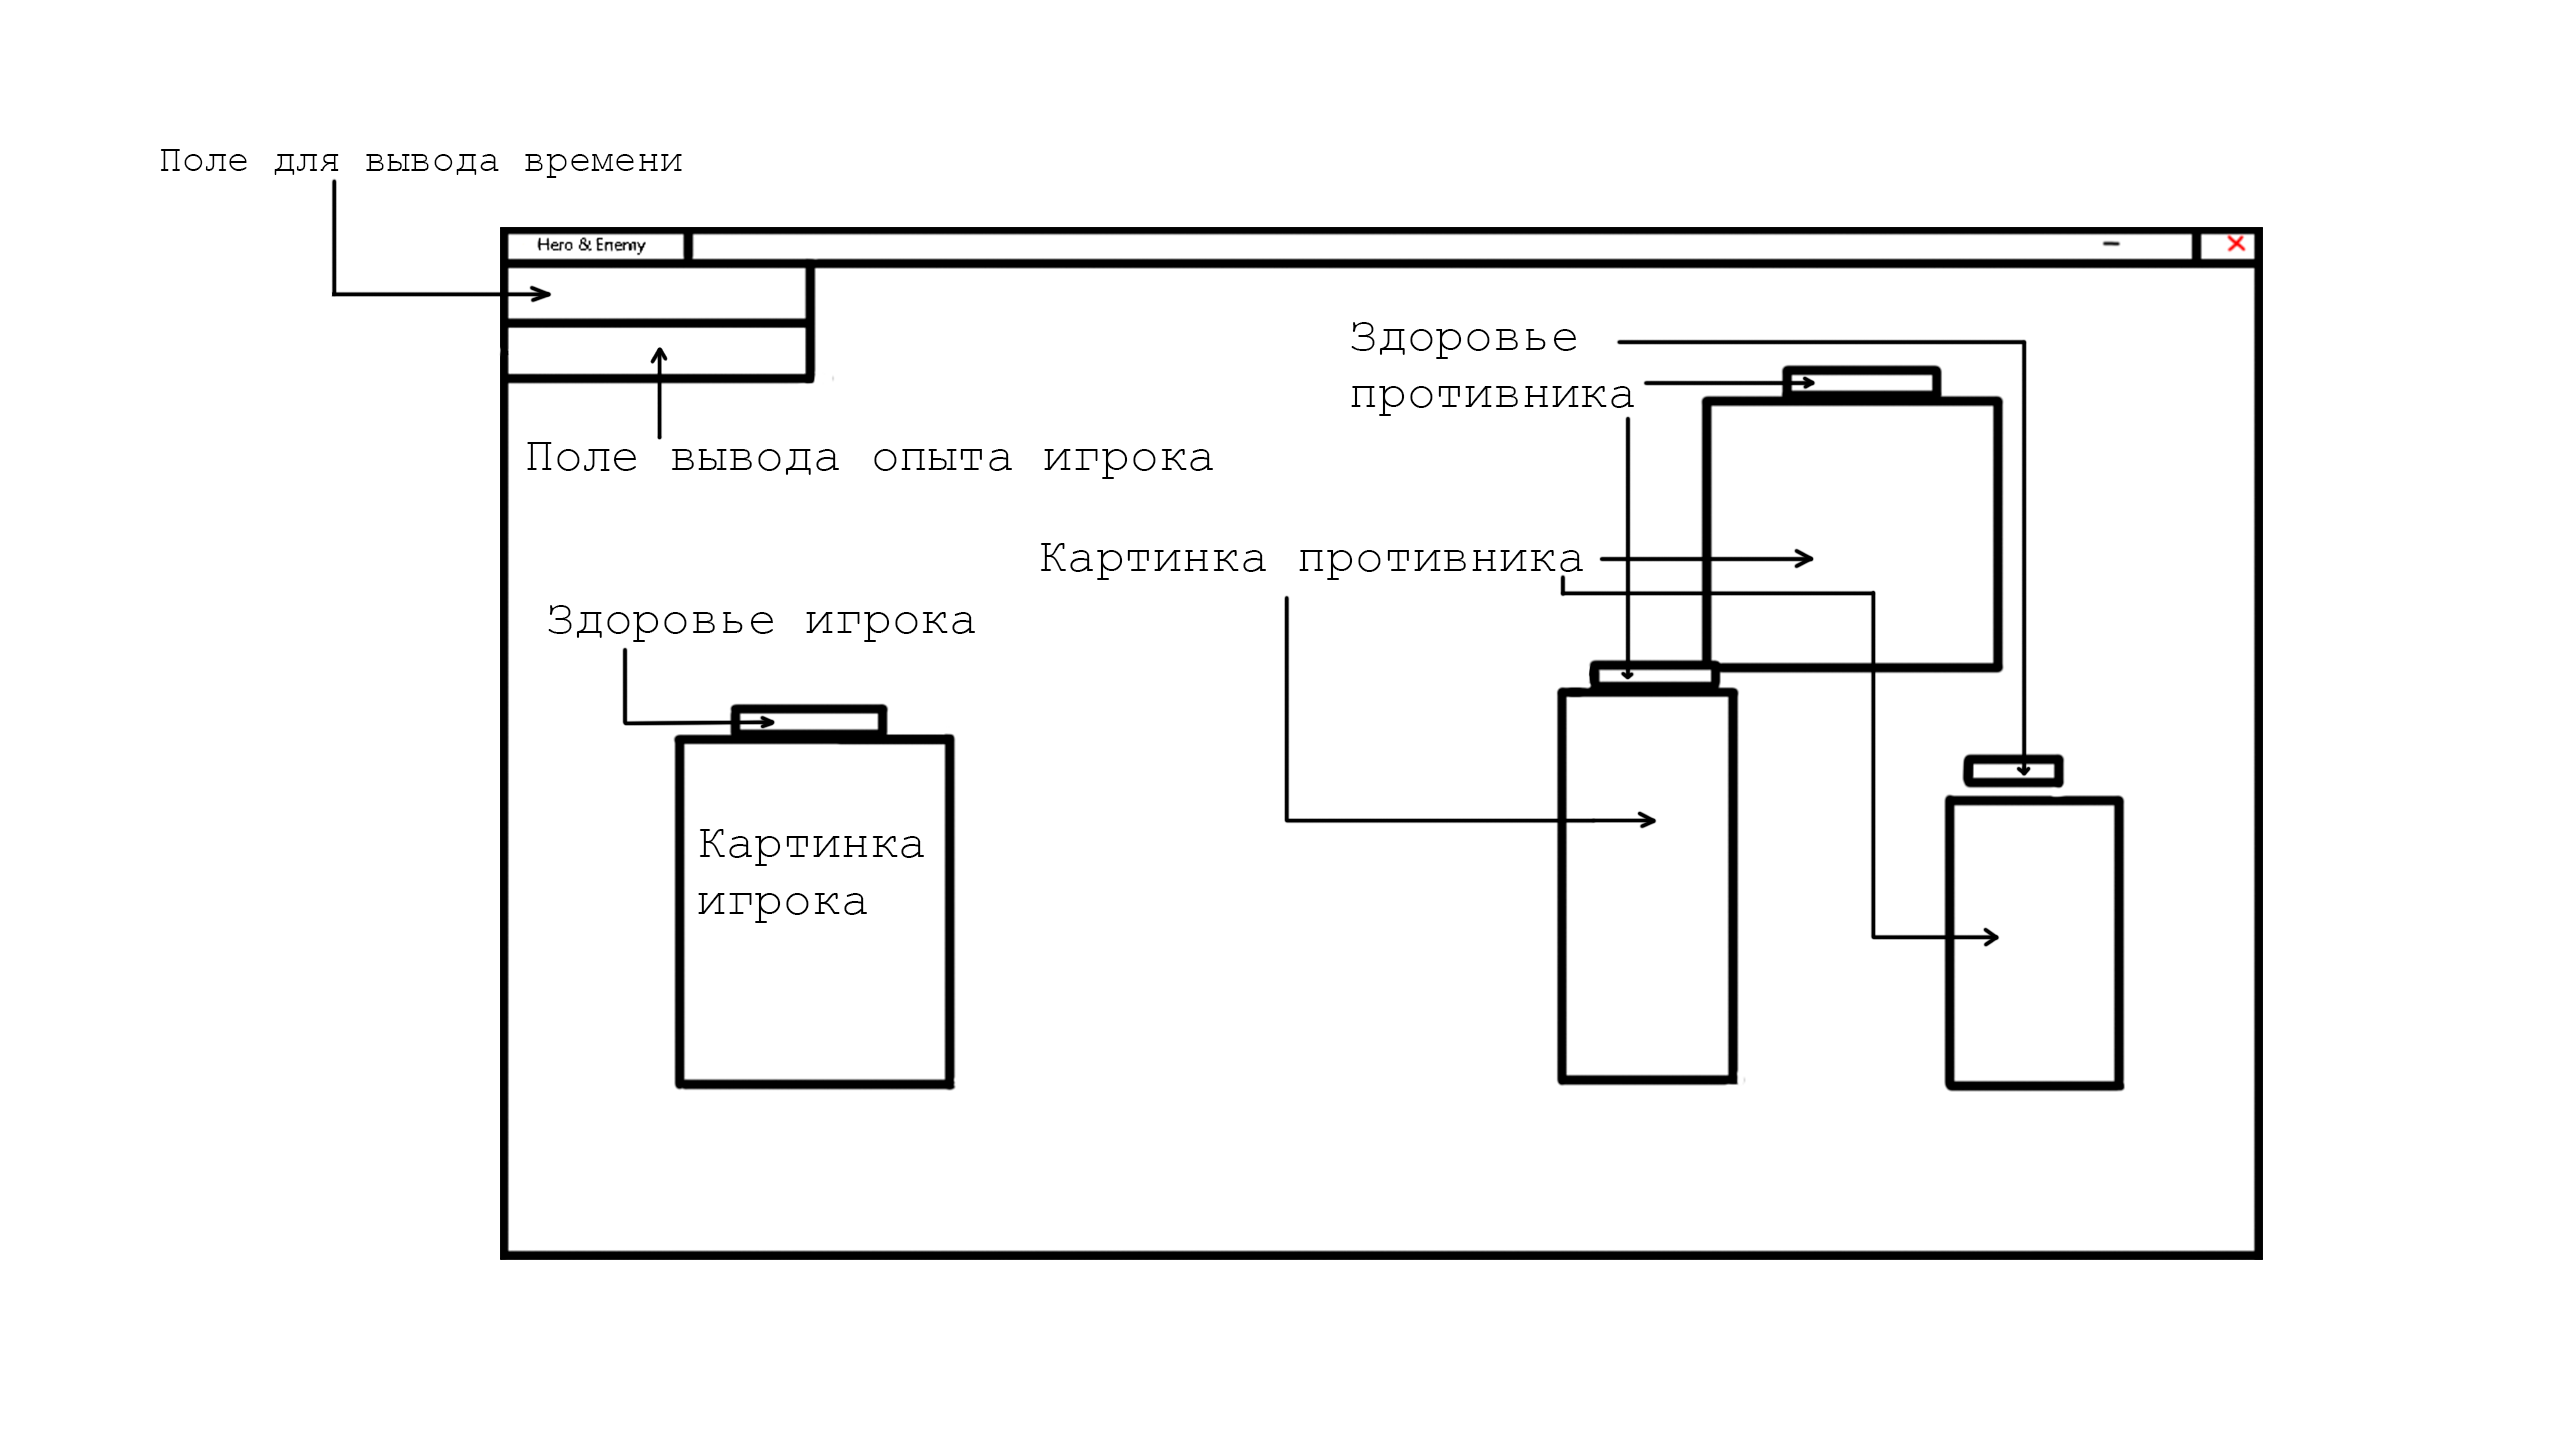 Поле для вывода времени
Hero & Enemy
Здоровье
противника
Поле вывода опыта игрока
Картинка противника
Здоровье игрока
Картинка
игрока